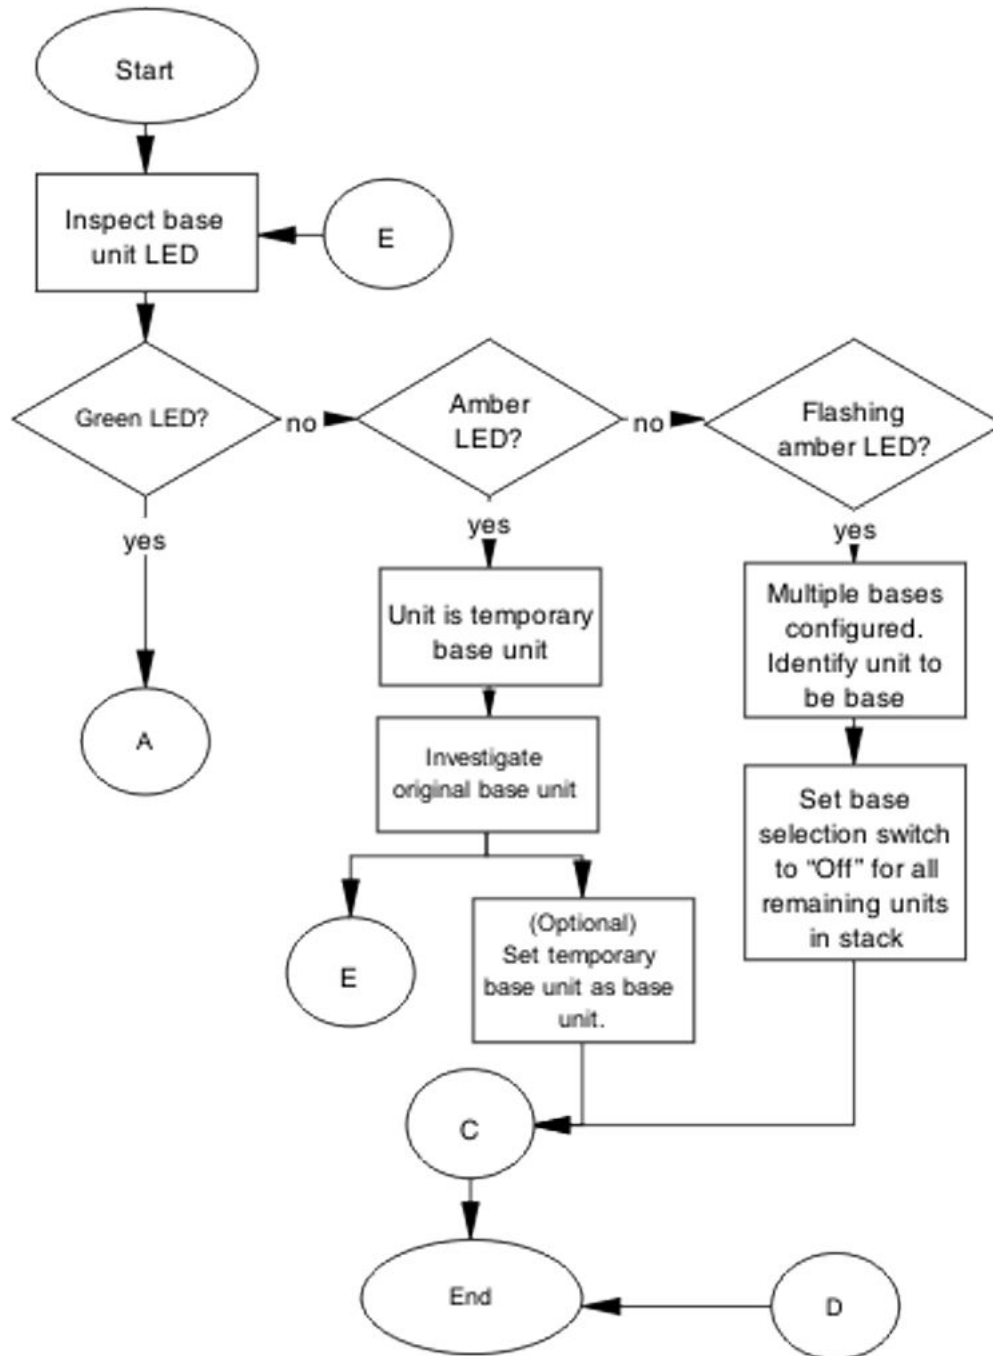 Start
Inspect base
unit LED
E
Green LED?
no
Amber
LED?
no
Flashing
amber LED?
yes
yes
yes
Unit is temporary
base unit
Multiple bases
configured.
Identify unit to
be base
A
Investigate
original base unit
Set base
selection switch
to “Off” for all
remaining units
in stack
E
(Optional)
Set temporary
base unit as base
unit.
C
End
D